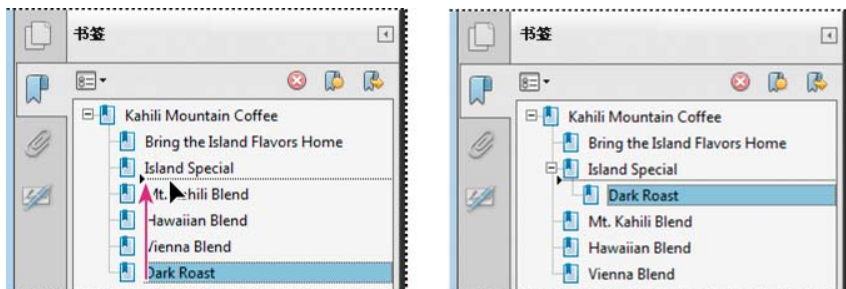 书签
Kahili Mountain Coffee
Bring the Island Flavors Home
Island Special
Mt. Kahili Blend
Hawaiian Blend
Vienna Blend
Dark Roast
书签
Kahili Mountain Coffee
Bring the Island Flavors Home
Island Special
Dark Roast
Mt. Kahili Blend
Hawaiian Blend
Vienna Blend